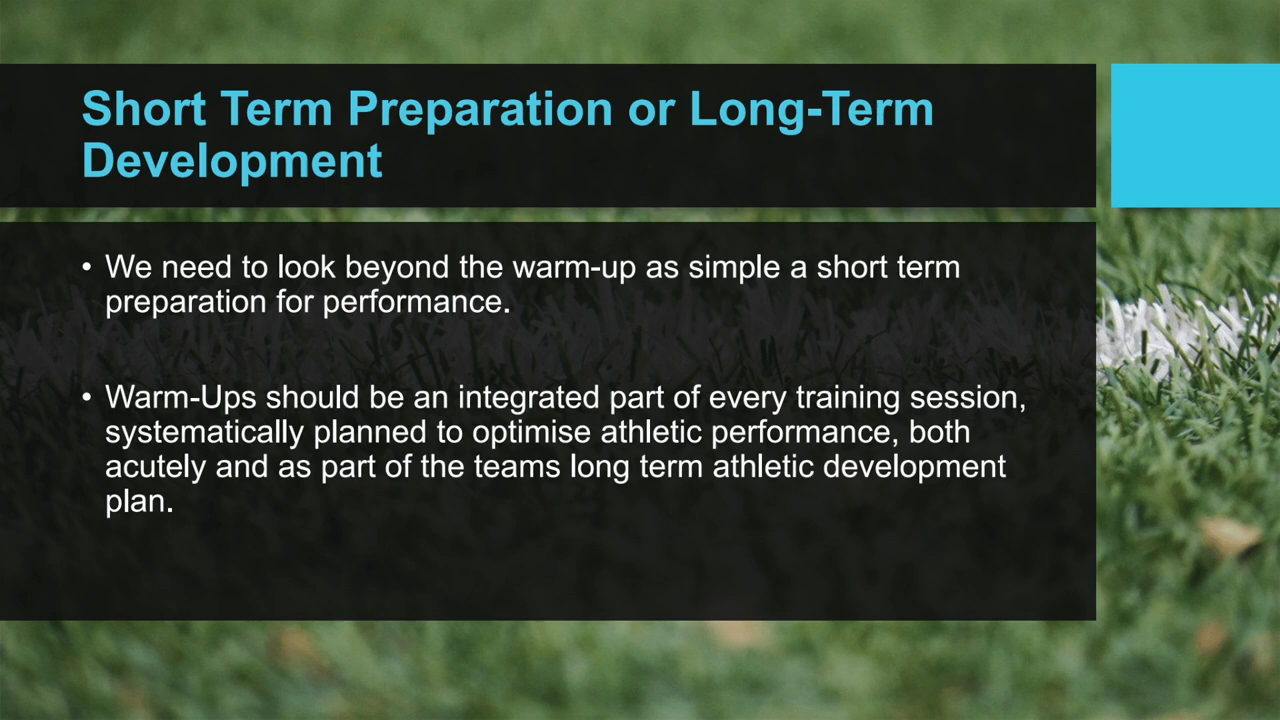 Short Term Preparation or Long-Term
Development
• We need to look beyond the warm-up as simple a short term
preparation for performance.
• Warm-Ups should be an integrated part of every training session,
systematically planned to optimise athletic performance, both
acutely and as part of the teams long term athletic development
plan.